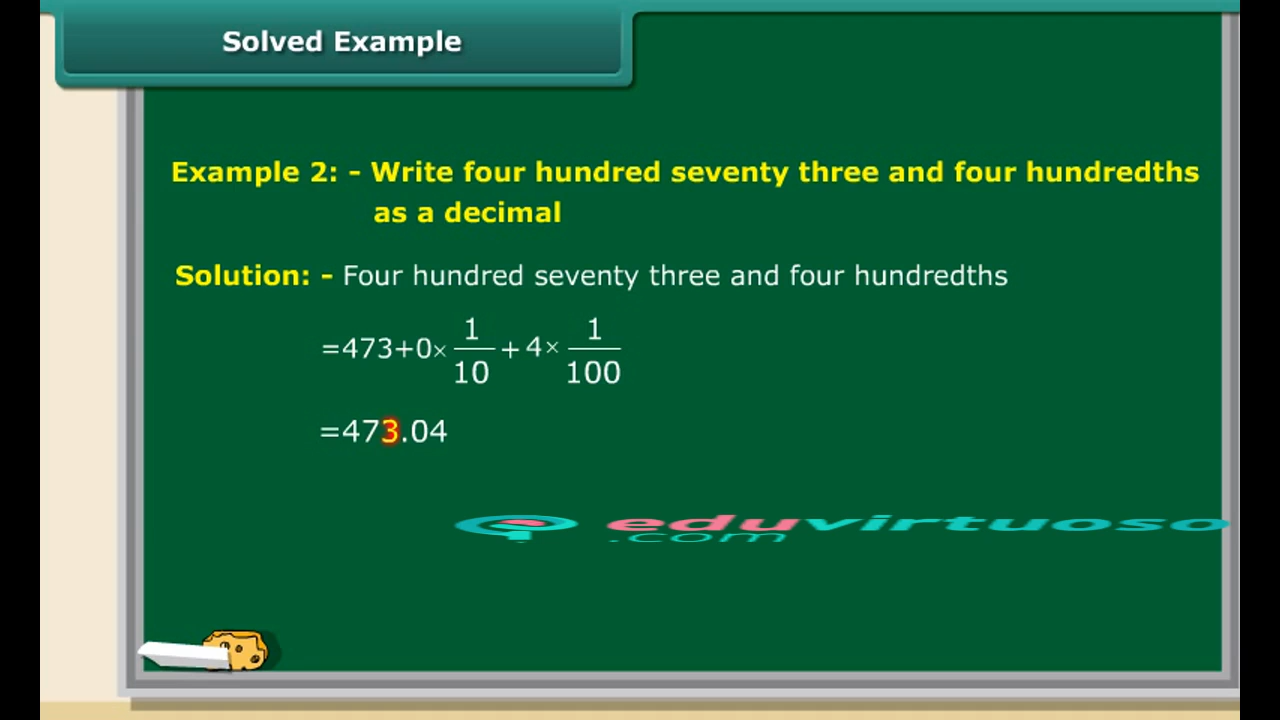 Solved Example
Example 2: - Write four hundred seventy three and four hundredths
as a decimal
Solution: - Four hundred seventy three and four hundredths
=473+0× 1/10 + 4× 1/100
=473.04
eduvirtuoso
.com